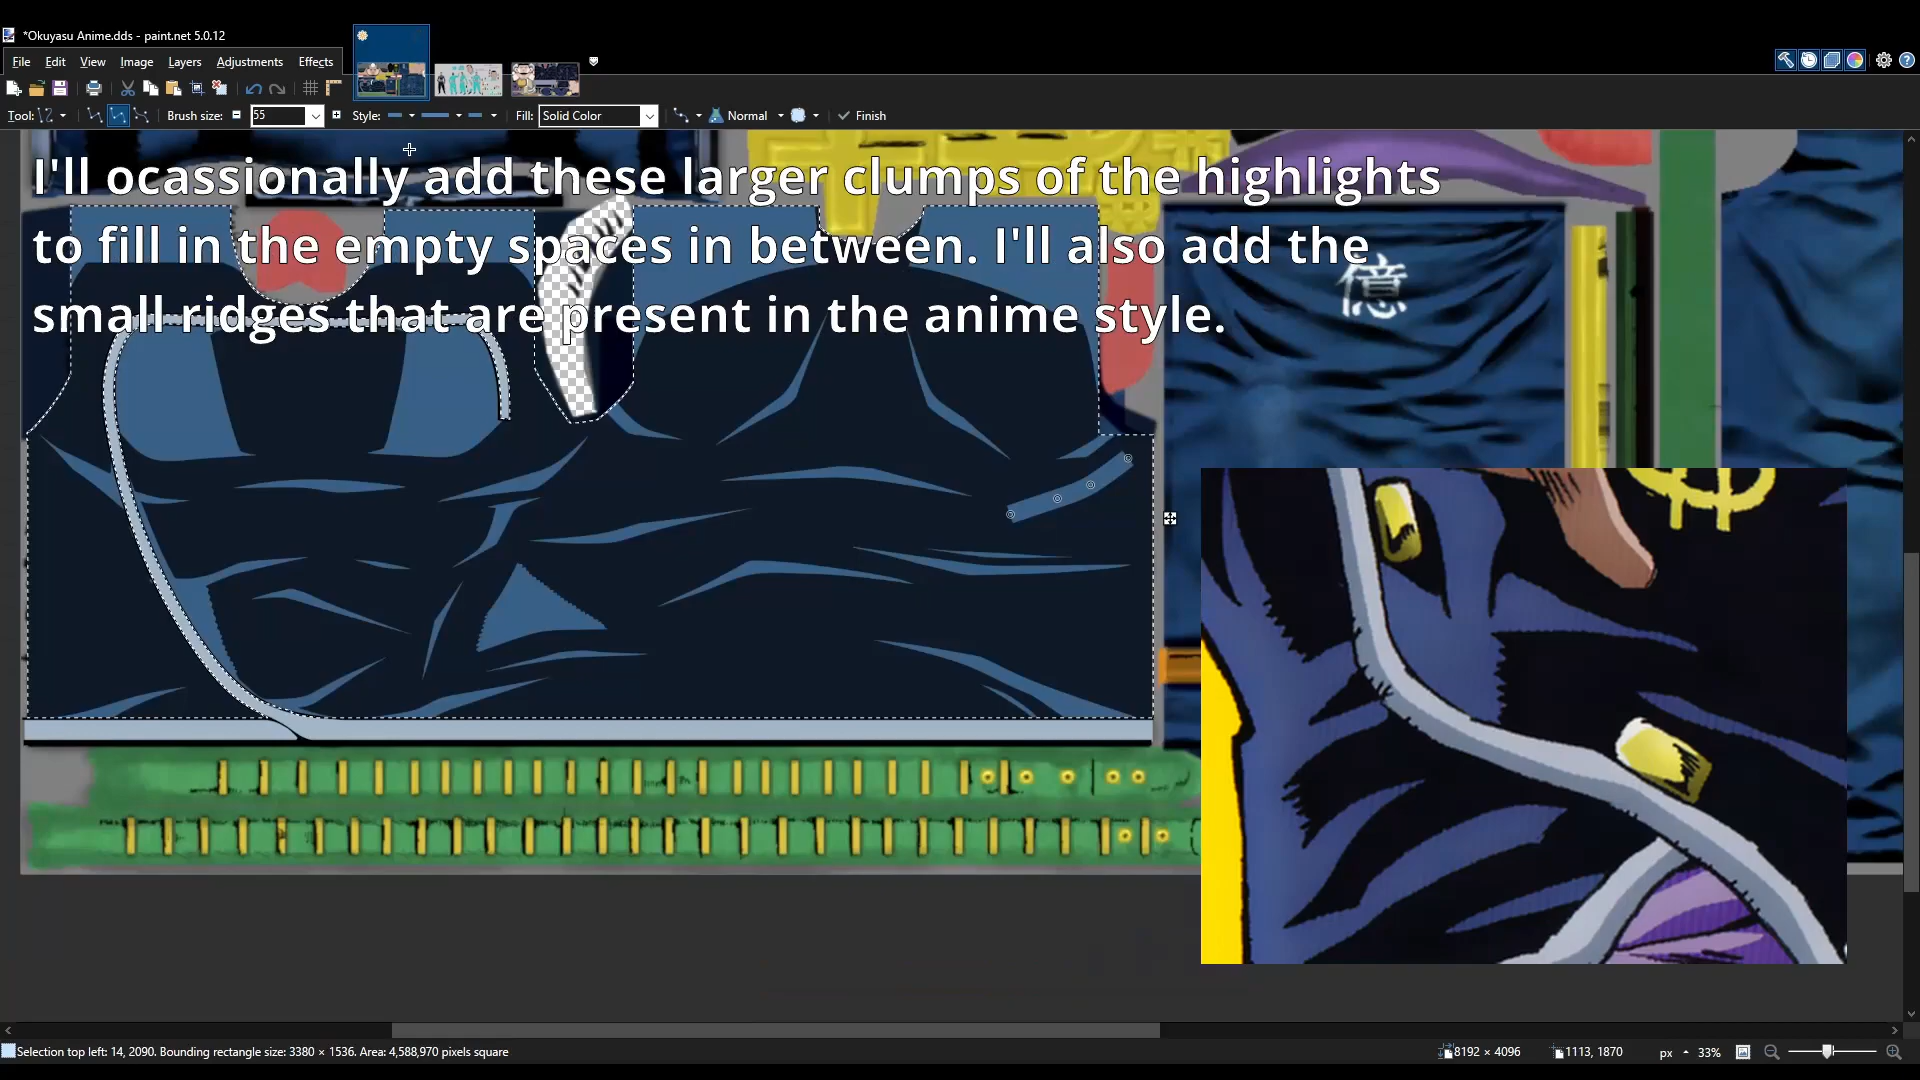 *Okuyasu Anime.dds - paint.net 5.0.12
File Edit View Image Layers Adjustments Effects
Tool: Brush size: 55 Style: Fill: Solid Color Normal Finish
I'll ocassionally add these larger clumps of the highlights
to fill in the empty spaces in between. I'll also add the
small ridges that are present in the anime style.
億
Selection top left: 14, 2090. Bounding rectangle size: 3380 × 1536. Area: 4,588,970 pixels square
8192 × 4096 1113, 1870 px 33%